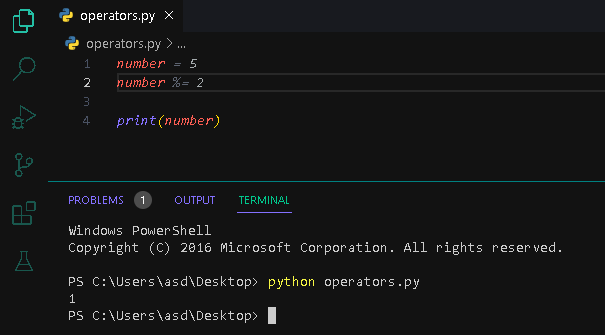 operators.py ×
operators.py > ...
1 number = 5
2 number %= 2
3
4 print(number)
PROBLEMS 1 OUTPUT TERMINAL
Windows PowerShell
Copyright (C) 2016 Microsoft Corporation. All rights reserved.
PS C:\Users\asd\Desktop> python operators.py
1
PS C:\Users\asd\Desktop>